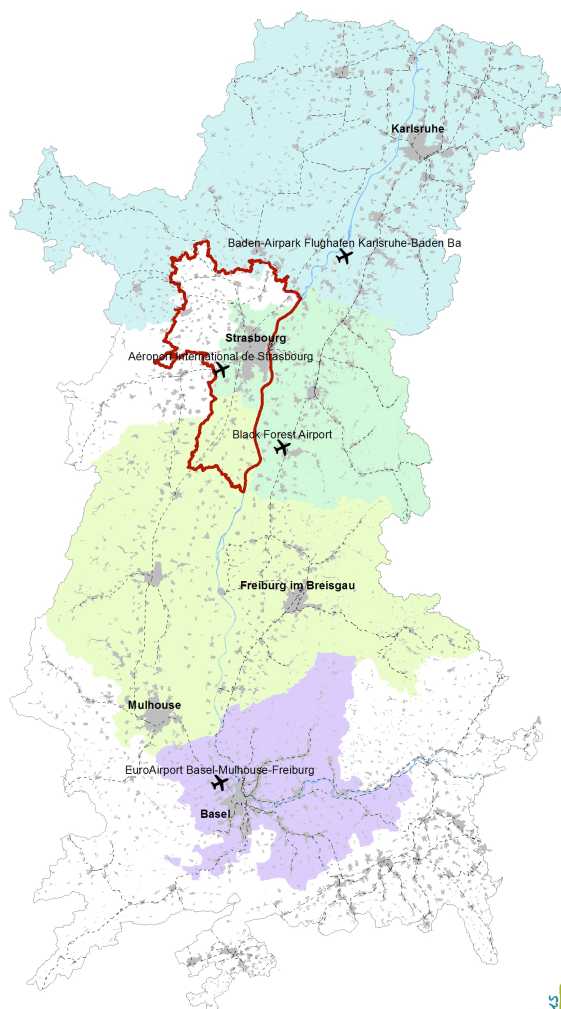 Karlsruhe
Baden-Airpark Flughafen Karlsruhe-Baden Ba
Strasbourg
Aéroport International de Strasbourg
Black Forest Airport
Freiburg im Breisgau
Mulhouse
EuroAirport Basel-Mulhouse-Freiburg
Basel